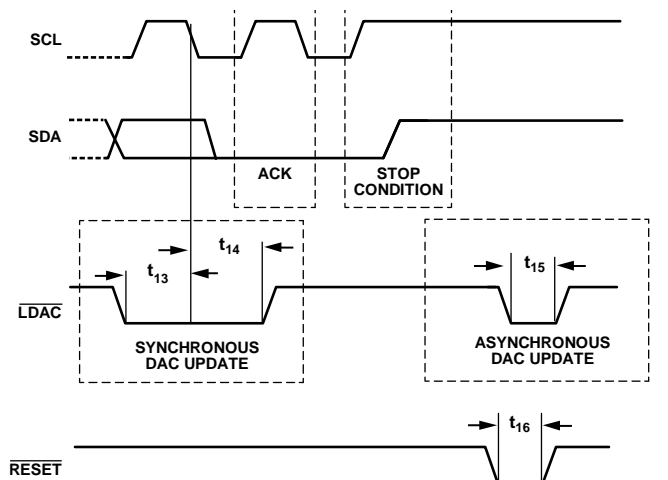 SCL
SDA
ACK
STOP
CONDITION
t13
t14
t15
LDAC
SYNCHRONOUS
DAC UPDATE
ASYNCHRONOUS
DAC UPDATE
t16
RESET